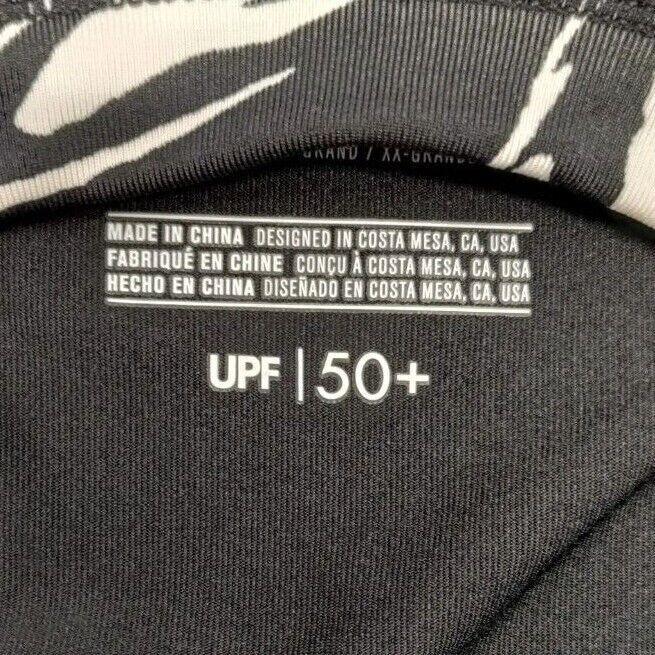 GRAND / XX-GRANDE
MADE IN CHINA DESIGNED IN COSTA MESA, CA, USA
FABRIQUÉ EN CHINE CONÇU À COSTA MESA, CA, USA
HECHO EN CHINA DISEÑADO EN COSTA MESA, CA, USA
UPF | 50+